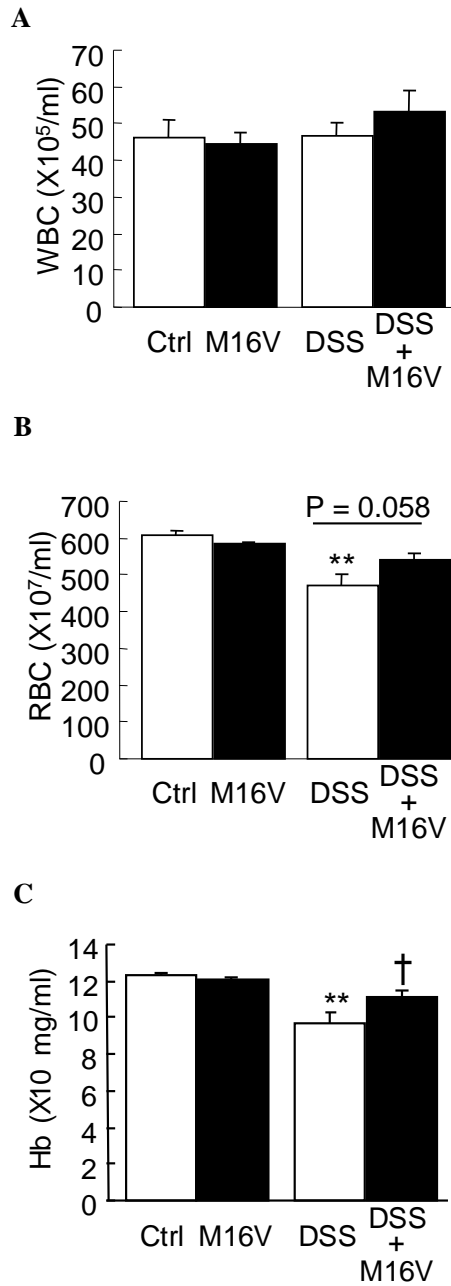 A
WBC (X10⁵/ml)
70
60
50
40
30
20
10
0
Ctrl M16V DSS DSS
+
M16V
B
RBC (X10⁷/ml)
700
600
500
400
300
200
100
0
P = 0.058
**
Ctrl M16V DSS DSS
+
M16V
C
Hb (X10 mg/ml)
14
12
10
8
6
4
2
0
**
†
Ctrl M16V DSS DSS
+
M16V